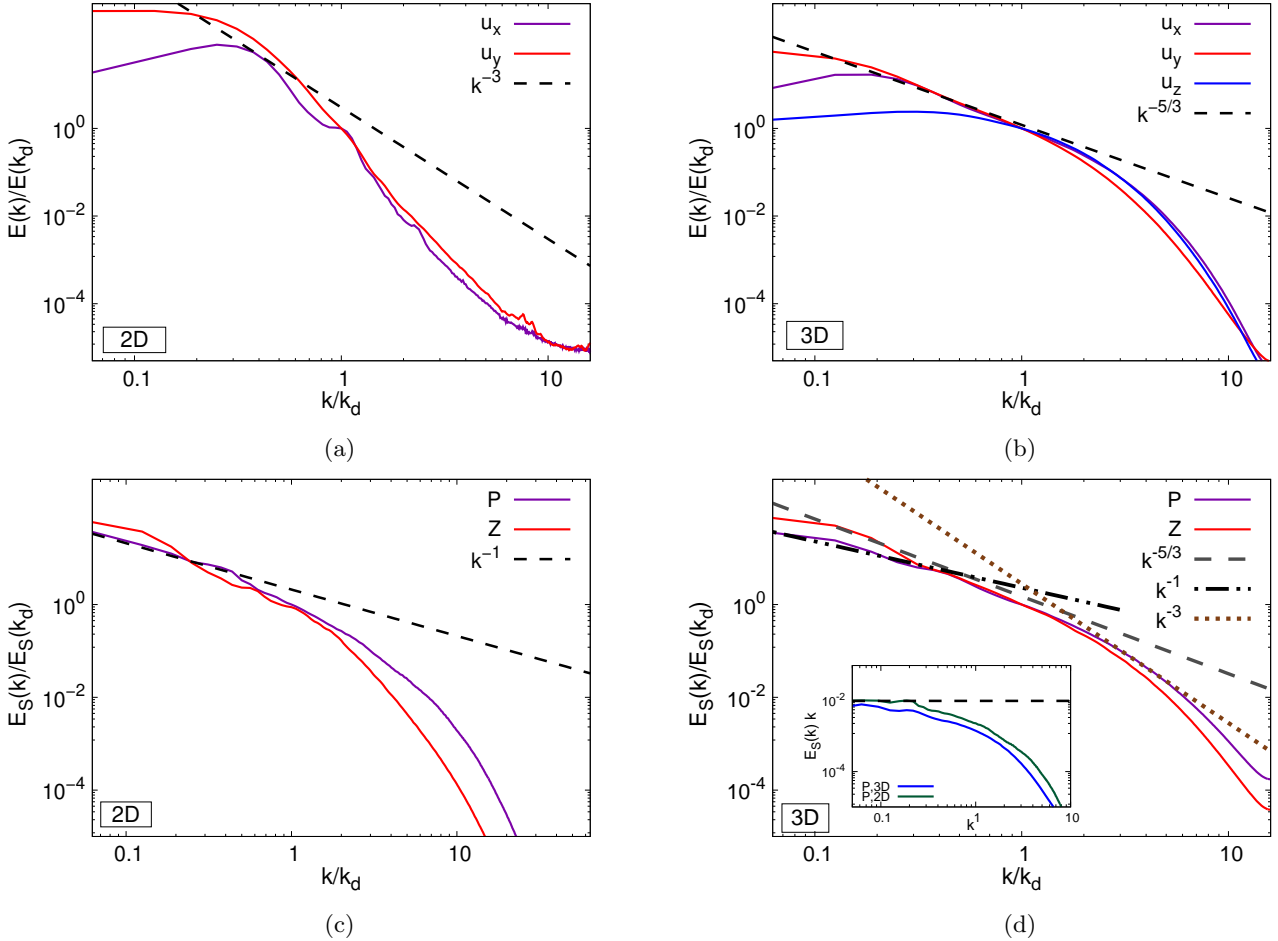 u_x
u_y
k^-3
E(k)/E(k_d)
10^0
10^-2
10^-4
2D
0.1 1 10
k/k_d
(a)
u_x
u_y
u_z
k^-5/3
E(k)/E(k_d)
10^0
10^-2
10^-4
3D
0.1 1 10
k/k_d
(b)
P
Z
k^-1
E_S(k)/E_S(k_d)
10^0
10^-2
10^-4
2D
0.1 1 10
k/k_d
(c)
P
Z
k^-5/3
k^-1
k^-3
E_S(k)/E_S(k_d)
10^0
10^-2
10^-4
E_S(k) k
10^-2
10^-4
P,3D
P,2D
0.1 1 10
k^1
3D
0.1 1 10
k/k_d
(d)